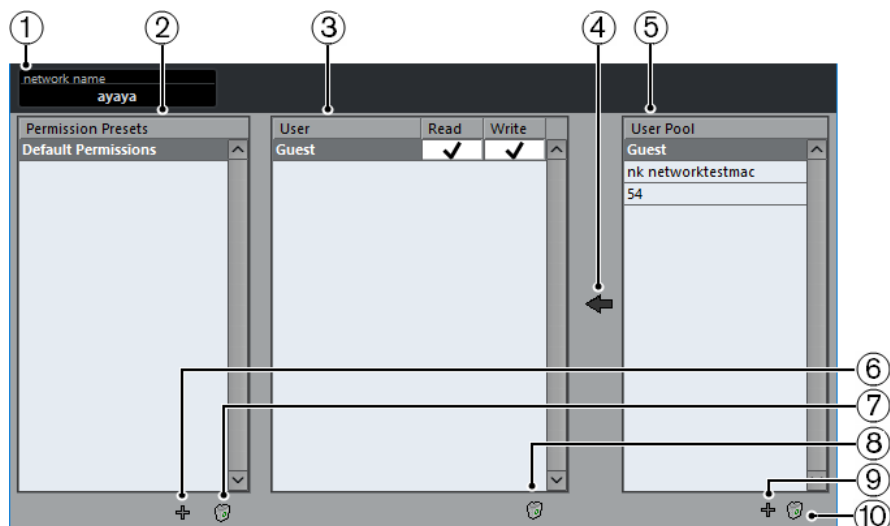 1 2 3 4 5
network name
ayaya
Permission Presets
Default Permissions
User Read Write
Guest
User Pool
Guest
nk networktestmac
54
6
7
8
9
10